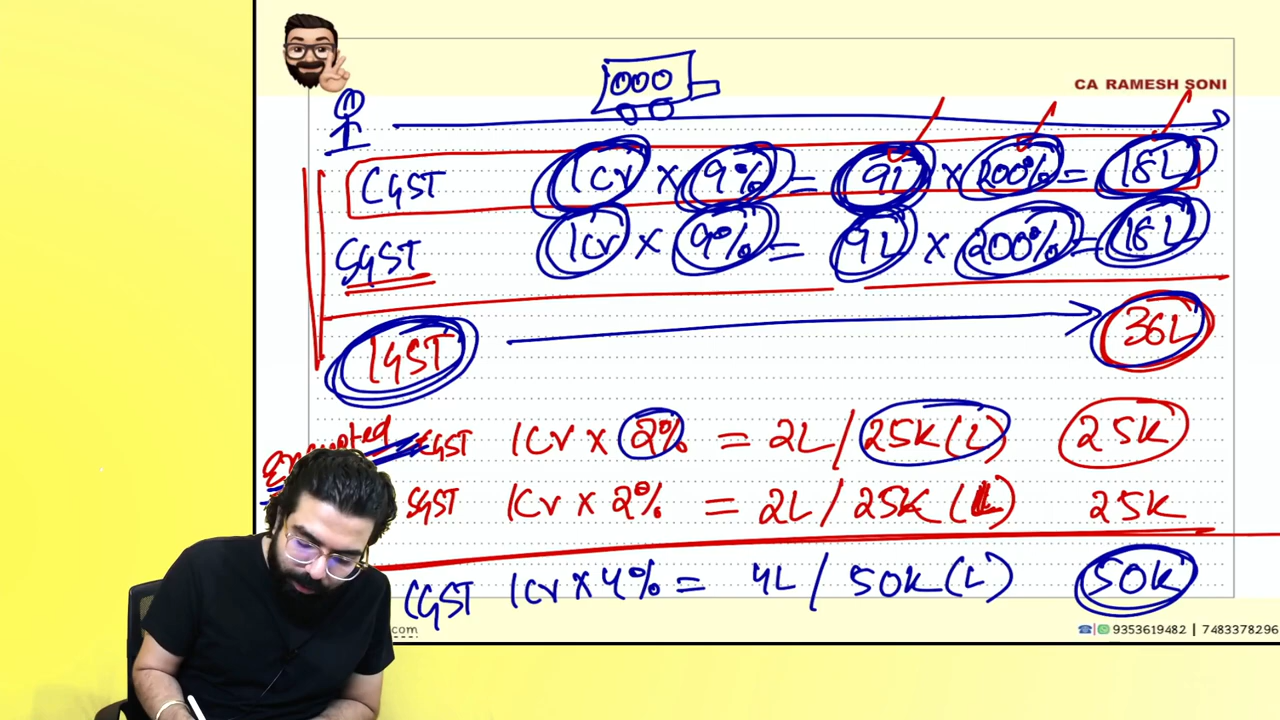 CA RAMESH SONI
CGST 1Cr × 9% = 9L × 200% = 18L
SGST 1Cr × 9% = 9L × 200% = 18L
IGST 36L
CGST 1Cr × 2% = 2L / 25K (L) 25K
SGST 1Cr × 2% = 2L / 25K (L) 25K
CGST 1Cr × 4% = 4L / 50K (L) 50K
com
9353619482 | 7483378296